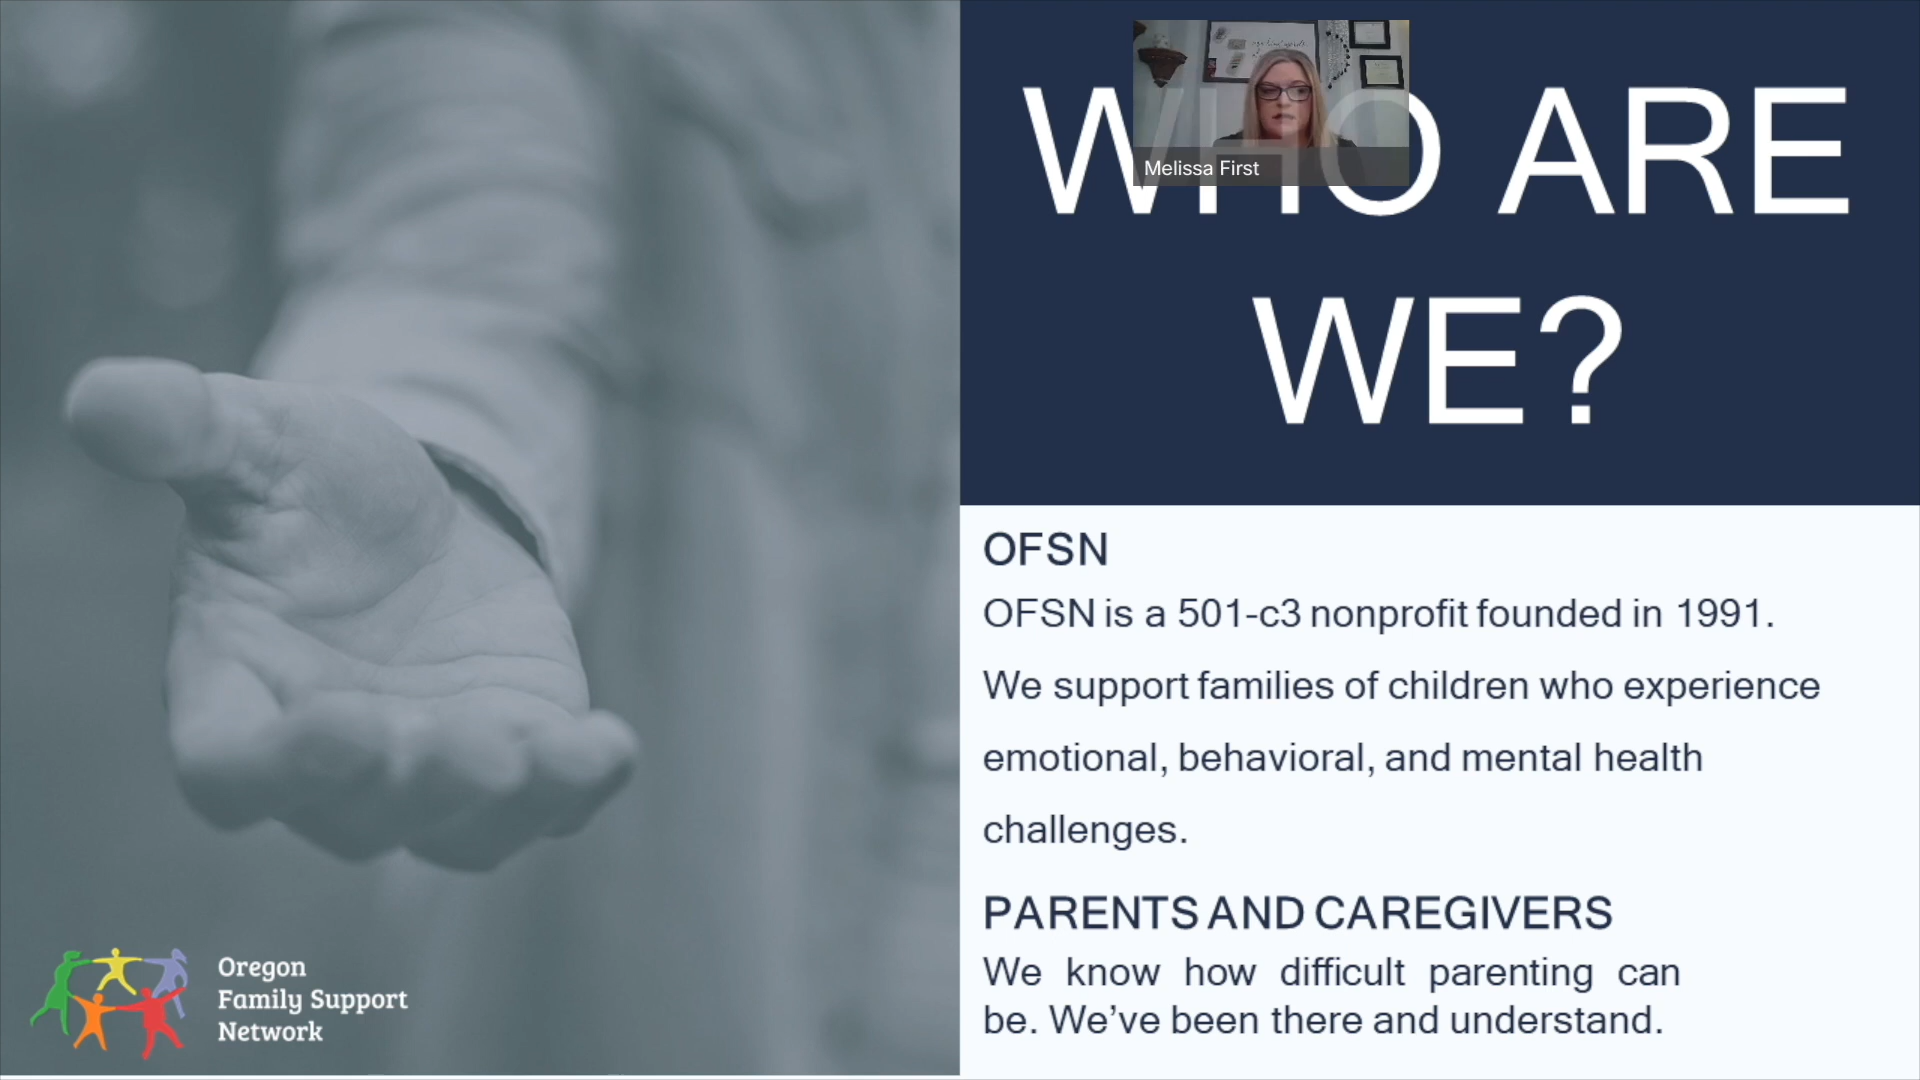 WHO ARE
WE?
Melissa First
OFSN
OFSN is a 501-c3 nonprofit founded in 1991.
We support families of children who experience
emotional, behavioral, and mental health
challenges.
PARENTS AND CAREGIVERS
We know how difficult parenting can
be. We’ve been there and understand.
Oregon
Family Support
Network